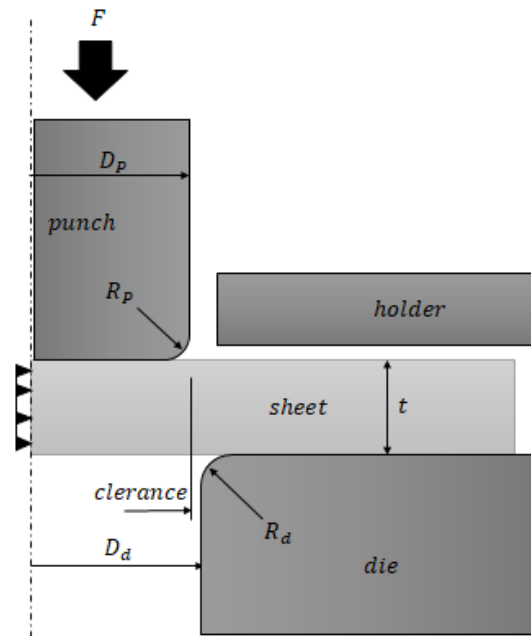 F
D_P
punch
R_P
holder
sheet
t
clerance
R_d
D_d
die